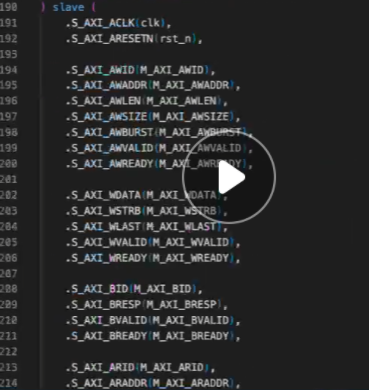 190 ) slave (
191 .S_AXI_ACLK(clk),
192 .S_AXI_ARESETN(rst_n),
193
194 .S_AXI_AWID(M_AXI_AWID),
195 .S_AXI_AWADDR(M_AXI_AWADDR),
196 .S_AXI_AWLEN(M_AXI_AWLEN),
197 .S_AXI_AWSIZE(M_AXI_AWSIZE),
198 .S_AXI_AWBURST(M_AXI_AWBURST),
199 .S_AXI_AWVALID(M_AXI_AWVALID),
200 .S_AXI_AWREADY(M_AXI_AWREADY),
201
202 .S_AXI_WDATA(M_AXI_WDATA),
203 .S_AXI_WSTRB(M_AXI_WSTRB),
204 .S_AXI_WLAST(M_AXI_WLAST),
205 .S_AXI_WVALID(M_AXI_WVALID),
206 .S_AXI_WREADY(M_AXI_WREADY),
207
208 .S_AXI_BID(M_AXI_BID),
209 .S_AXI_BRESP(M_AXI_BRESP),
210 .S_AXI_BVALID(M_AXI_BVALID),
211 .S_AXI_BREADY(M_AXI_BREADY),
212
213 .S_AXI_ARID(M_AXI_ARID),
214 .S_AXI_ARADDR(M_AXI_ARADDR),